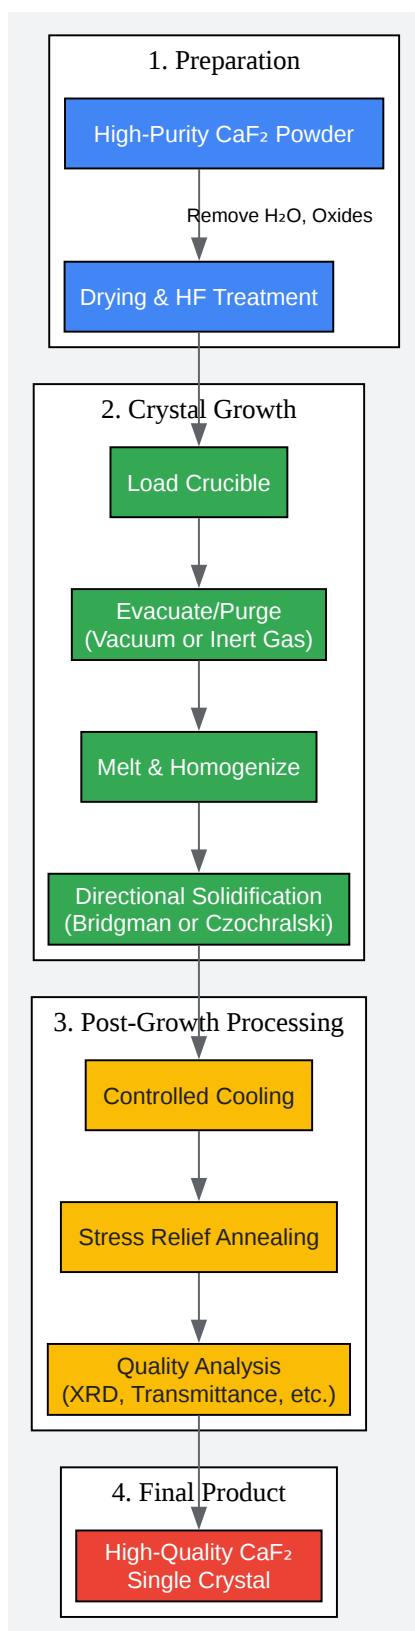 1. Preparation
High-Purity CaF₂ Powder
Remove H₂O, Oxides
Drying & HF Treatment
2. Crystal Growth
Load Crucible
Evacuate/Purge
(Vacuum or Inert Gas)
Melt & Homogenize
Directional Solidification
(Bridgman or Czochralski)
3. Post-Growth Processing
Controlled Cooling
Stress Relief Annealing
Quality Analysis
(XRD, Transmittance, etc.)
4. Final Product
High-Quality CaF₂
Single Crystal